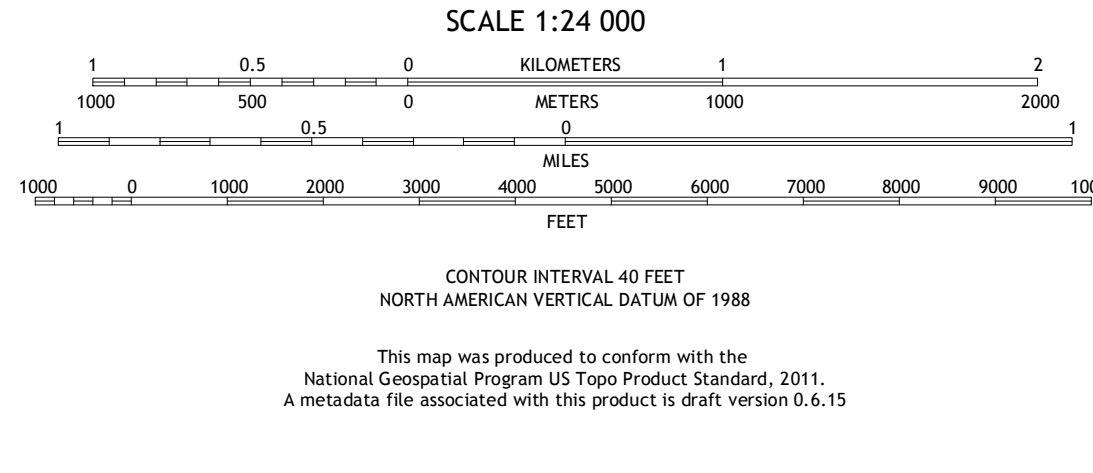 SCALE 1:24 000
1 0.5 0 KILOMETERS 1 2
1000 500 0 METERS 1000 2000
1 0.5 0 1
MILES
1000 0 1000 2000 3000 4000 5000 6000 7000 8000 9000
FEET
CONTOUR INTERVAL 40 FEET
NORTH AMERICAN VERTICAL DATUM OF 1988
This map was produced to conform with the
National Geospatial Program US Topo Product Standard, 2011.
A metadata file associated with this product is draft version 0.6.15